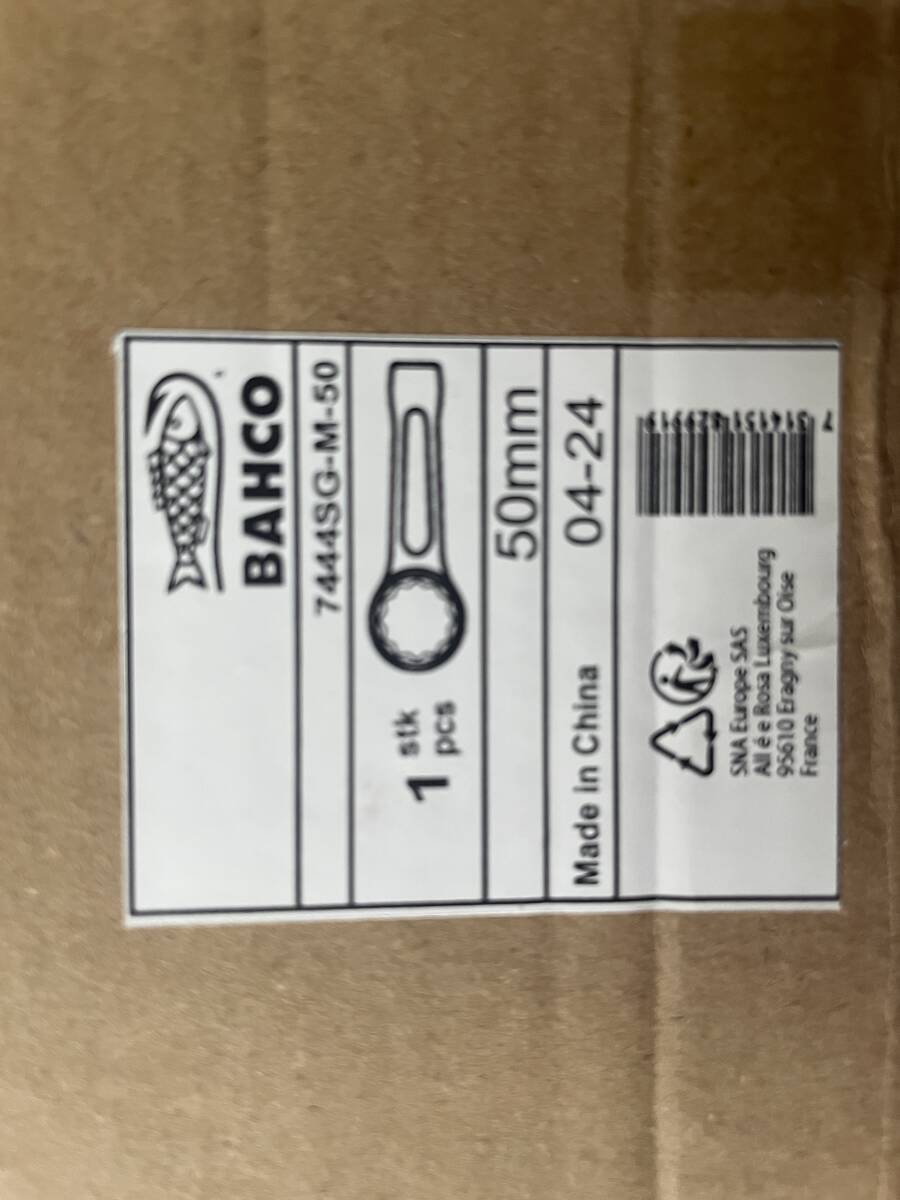 BAHCO
7444SG-M-50
1 stk
pcs
50mm
Made in China 04-24
SNA Europe SAS
All é e Rosa Luxembourg
95610 Eragny sur Oise
France